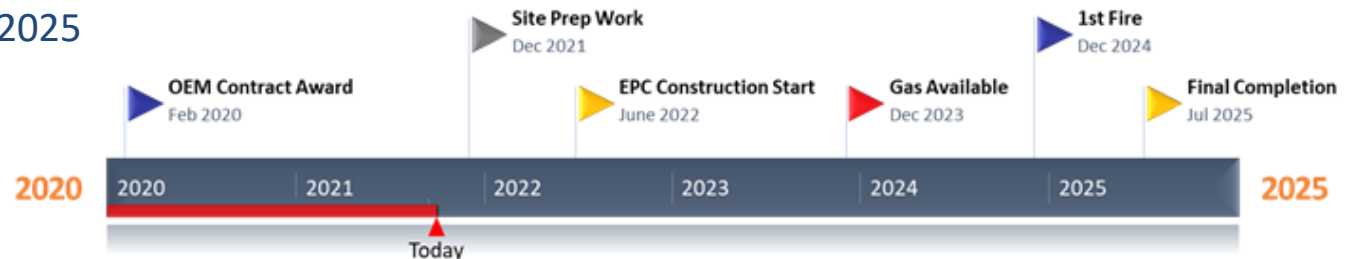 2025
Site Prep Work
Dec 2021
1st Fire
Dec 2024
OEM Contract Award
Feb 2020
EPC Construction Start
June 2022
Gas Available
Dec 2023
Final Completion
Jul 2025
2020 2020 2021 2022 2023 2024 2025 2025
Today